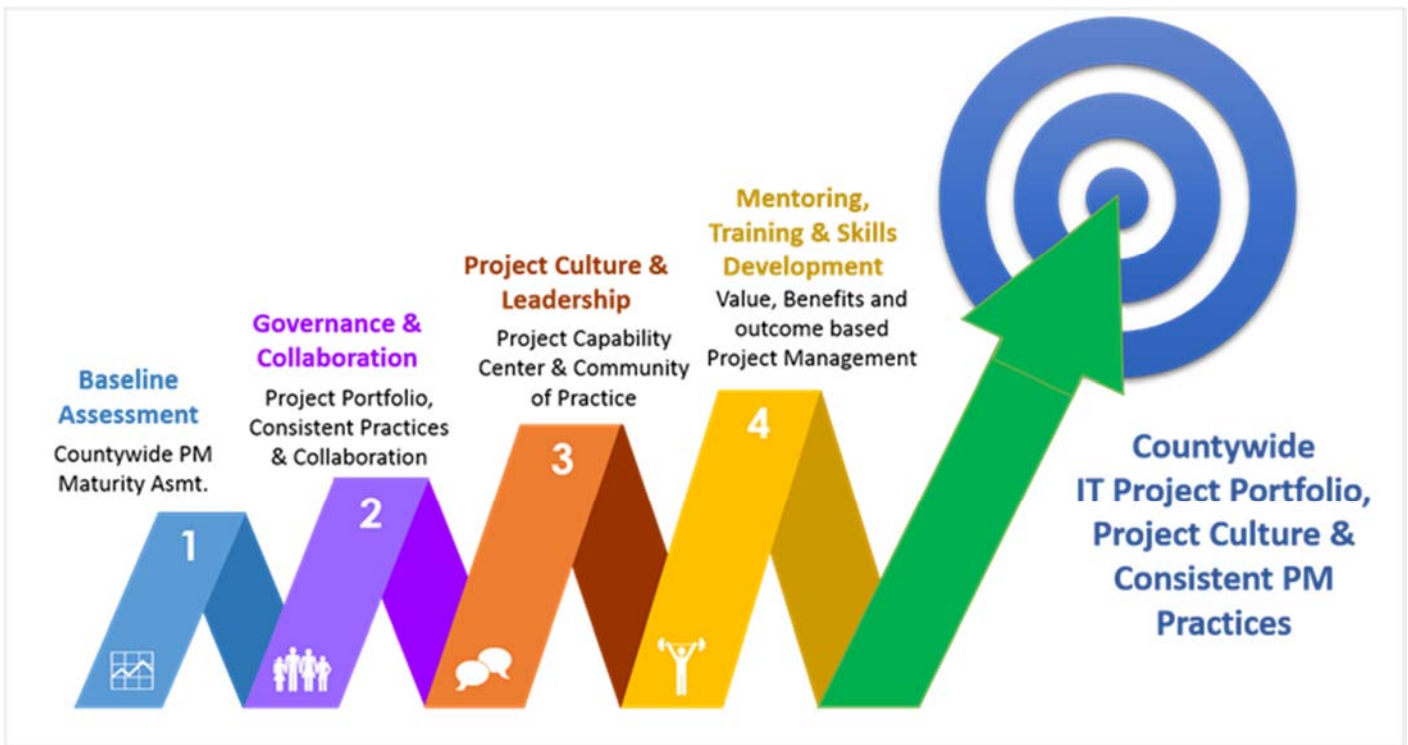 Baseline
Assessment
Countywide PM
Maturity Asmt.
1
Governance &
Collaboration
Project Portfolio,
Consistent Practices
& Collaboration
2
Project Culture &
Leadership
Project Capability
Center & Community
of Practice
3
Mentoring,
Training & Skills
Development
Value, Benefits and
outcome based
Project Management
4
Countywide
IT Project Portfolio,
Project Culture &
Consistent PM
Practices